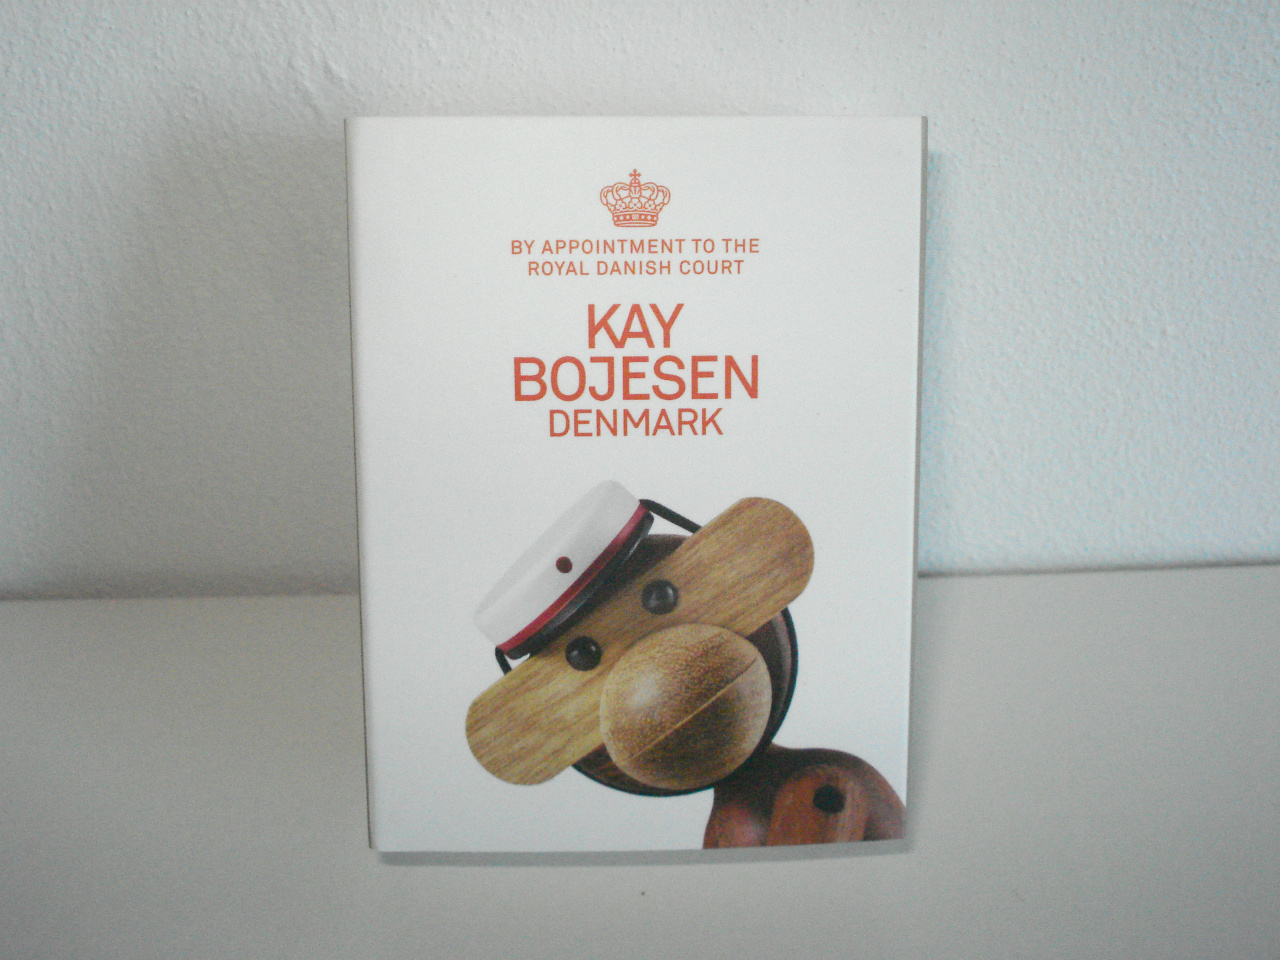 BY APPOINTMENT TO THE
ROYAL DANISH COURT
KAY
BOJESEN
DENMARK